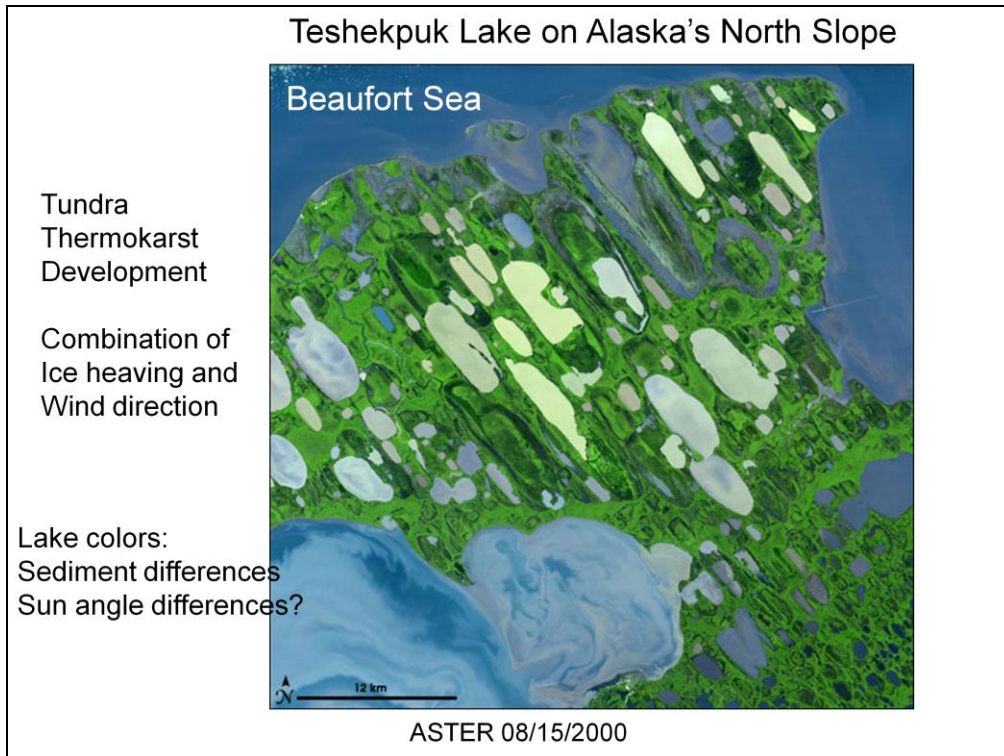 Teshekpuk Lake on Alaska's North Slope
Beaufort Sea
Tundra
Thermokarst
Development
Combination of
Ice heaving and
Wind direction
Lake colors:
Sediment differences
Sun angle differences?
N
12 km
ASTER 08/15/2000